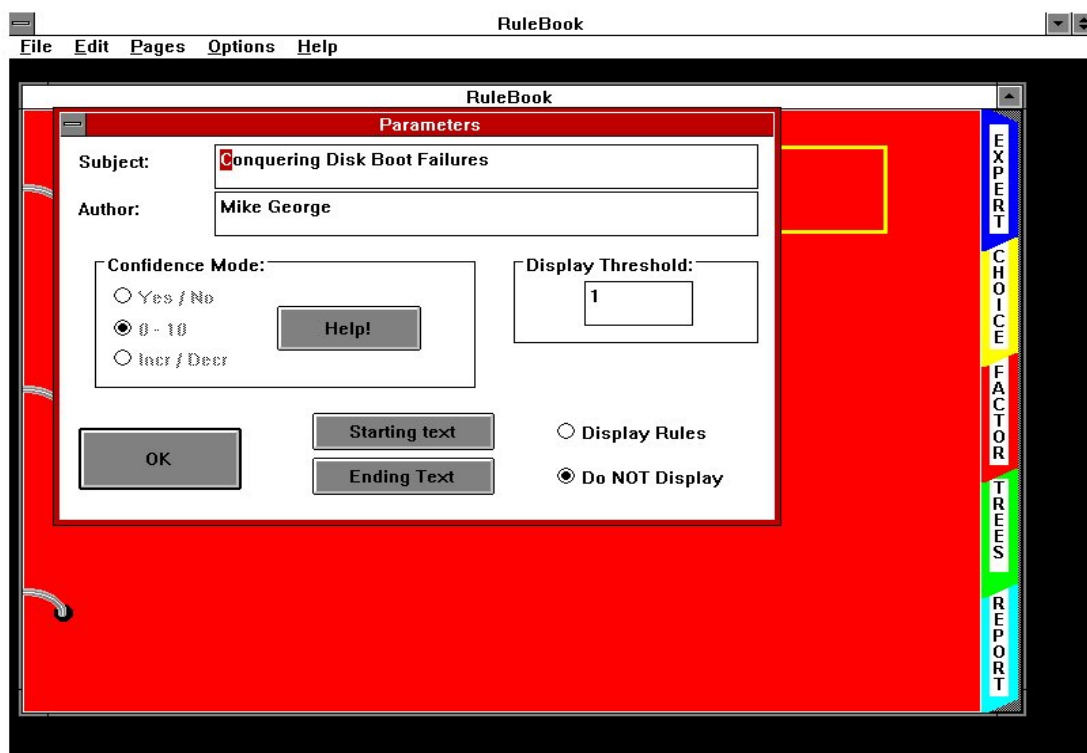 RuleBook
File Edit Pages Options Help
RuleBook
Parameters
Subject: Conquering Disk Boot Failures
Author: Mike George
Confidence Mode:
Yes / No
0 - 10
Incr / Decr
Help!
Display Threshold:
1
OK
Starting text
Ending Text
Display Rules
Do NOT Display
EXPERT
CHOICE
FACTOR
TREES
REPORT